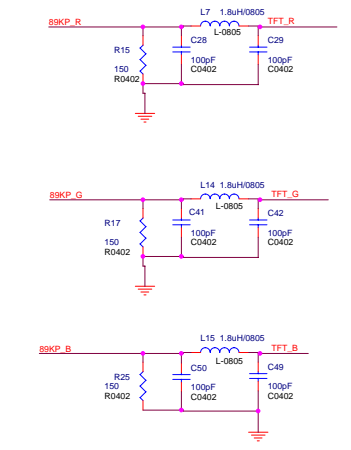 L7 1.8uH/0805
89KP_R
TFT_R
L-0805
C28
C29
R15
100pF
100pF
150
C0402
C0402
R0402
L14 1.8uH/0805
89KP_G
TFT_G
L-0805
C41
C42
R17
100pF
100pF
150
C0402
C0402
R0402
L15 1.8uH/0805
89KP_B
TFT_B
L-0805
C50
C49
R25
150
100pF
100pF
R0402
C0402
C0402